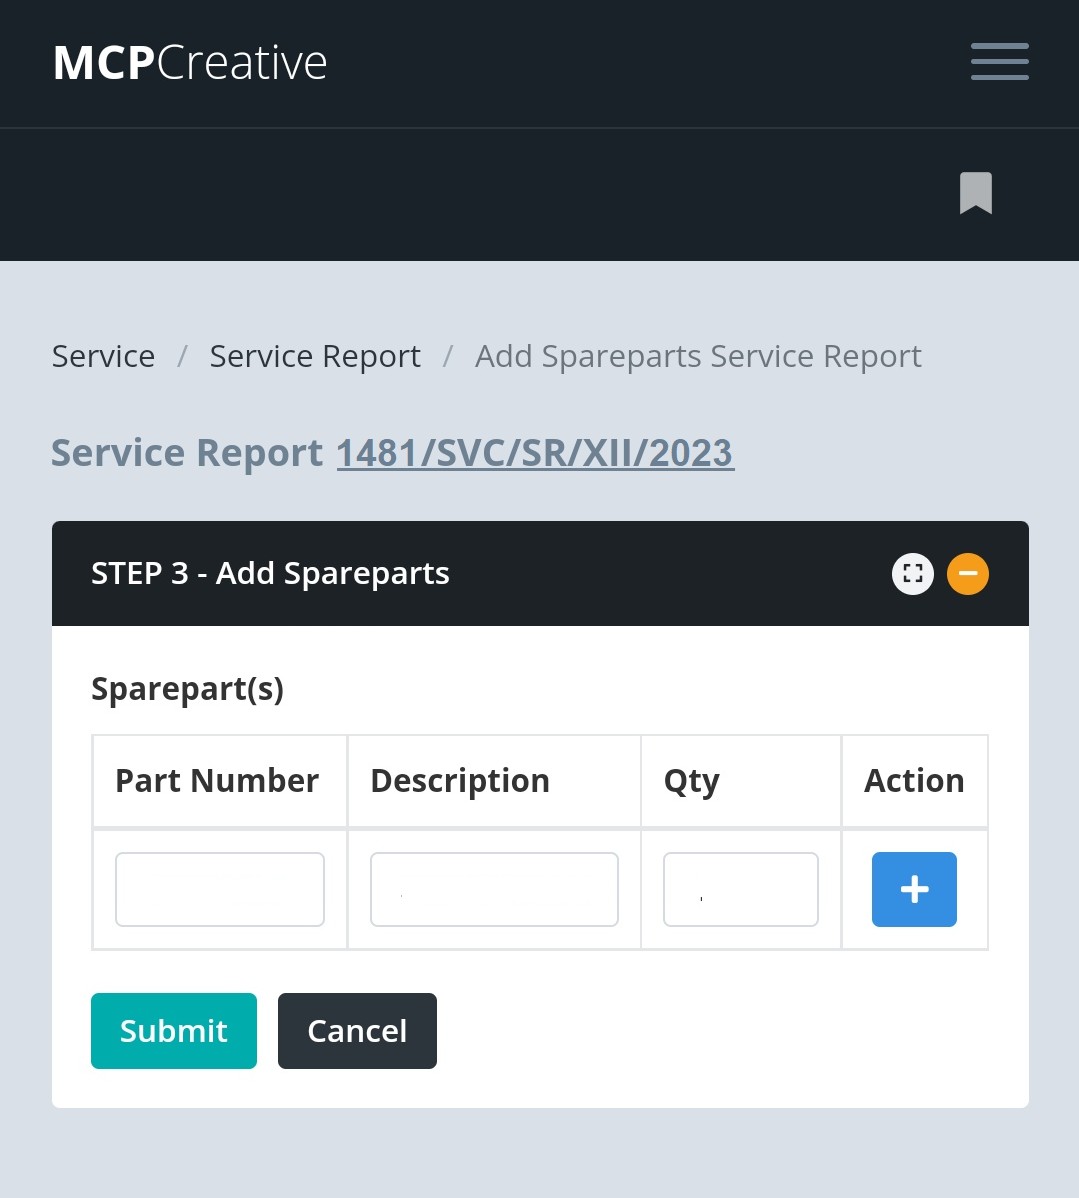 MCPCreative
Service / Service Report / Add Spareparts Service Report
Service Report 1481/SVC/SR/XII/2023
STEP 3 - Add Spareparts
Sparepart(s)
Part Number Description Qty Action
Submit Cancel